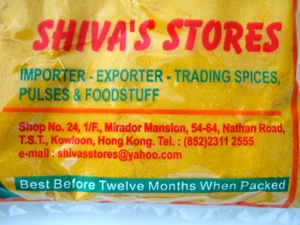 SHIVA'S STORES
IMPORTER - EXPORTER - TRADING SPICES,
PULSES & FOODSTUFF
Shop No. 24, 1/F., Mirador Mansion, 54-64, Nathan Road,
T.S.T., Kowloon, Hong Kong. Tel. : (852)2311 2555
e-mail : shivasstores@yahoo.com
Best Before Twelve Months When Packed